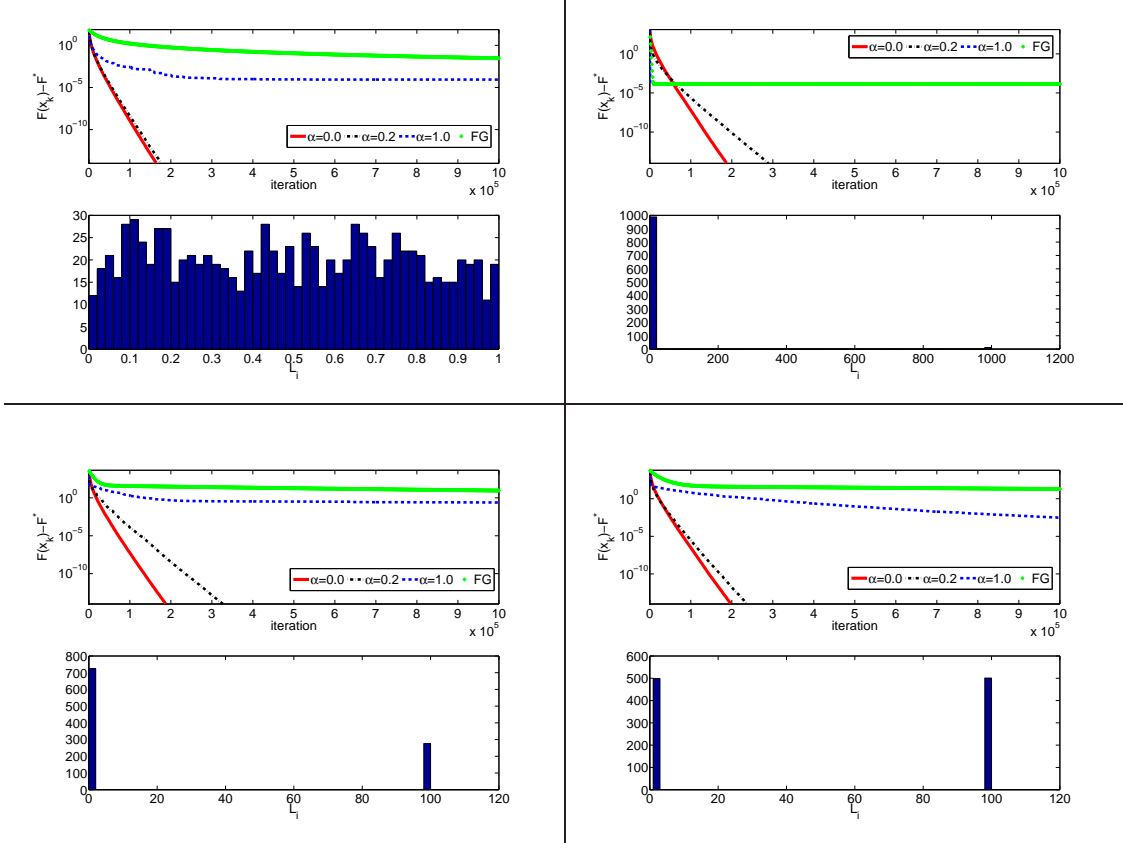 F(x_k)−F^*
10^0
10^−5
10^−10
α=0.0 α=0.2 α=1.0 FG
0 1 2 3 4 5 6 7 8 9 10
iteration
x 10^5
30
25
20
15
10
5
0
0 0.1 0.2 0.3 0.4 0.5 0.6 0.7 0.8 0.9 1
L_i
F(x_k)−F^*
10^0
10^−5
10^−10
α=0.0 α=0.2 α=1.0 FG
0 1 2 3 4 5 6 7 8 9 10
iteration
x 10^5
1000
900
800
700
600
500
400
300
200
100
0
0 200 400 600 800 1000 1200
L_i
F(x_k)−F^*
10^0
10^−5
10^−10
α=0.0 α=0.2 α=1.0 FG
0 1 2 3 4 5 6 7 8 9 10
iteration
x 10^5
800
700
600
500
400
300
200
100
0
0 20 40 60 80 100 120
L_i
F(x_k)−F^*
10^0
10^−5
10^−10
α=0.0 α=0.2 α=1.0 FG
0 1 2 3 4 5 6 7 8 9 10
iteration
x 10^5
600
500
400
300
200
100
0
0 20 40 60 80 100 120
L_i